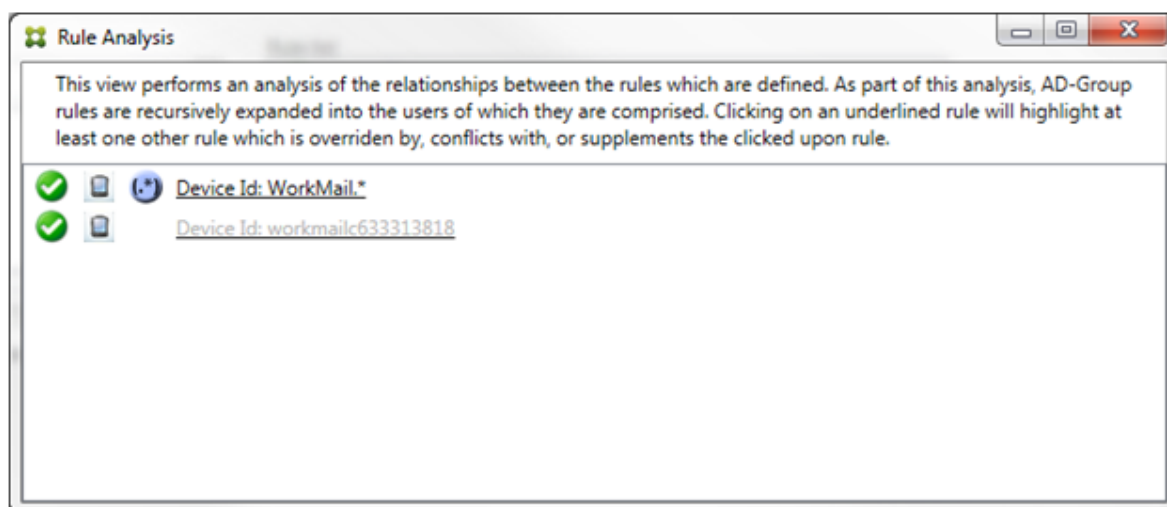 Rule Analysis
This view performs an analysis of the relationships between the rules which are defined. As part of this analysis, AD-Group
rules are recursively expanded into the users of which they are comprised. Clicking on an underlined rule will highlight at
least one other rule which is overriden by, conflicts with, or supplements the clicked upon rule.
(.*) Device Id: WorkMail.*
Device Id: workmailc633313818